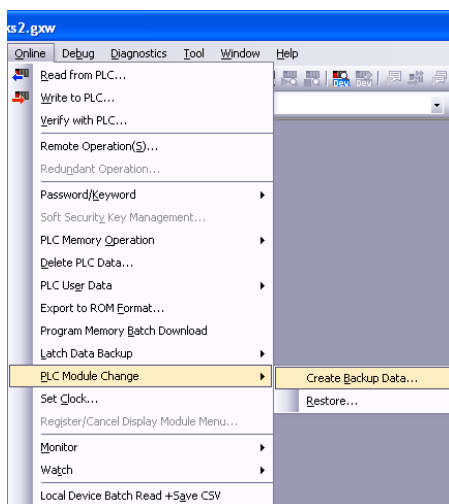 ks2.gxw
Online Debug Diagnostics Tool Window Help
Read from PLC...
Write to PLC...
Verify with PLC...
Remote Operation(S)...
Redundant Operation...
Password/Keyword
Soft Security Key Management...
PLC Memory Operation
Delete PLC Data...
PLC User Data
Export to ROM Format...
Program Memory Batch Download
Latch Data Backup
PLC Module Change
Create Backup Data...
Restore...
Set Clock...
Register/Cancel Display Module Menu...
Monitor
Watch
Local Device Batch Read +Save CSV
Dev
Dev